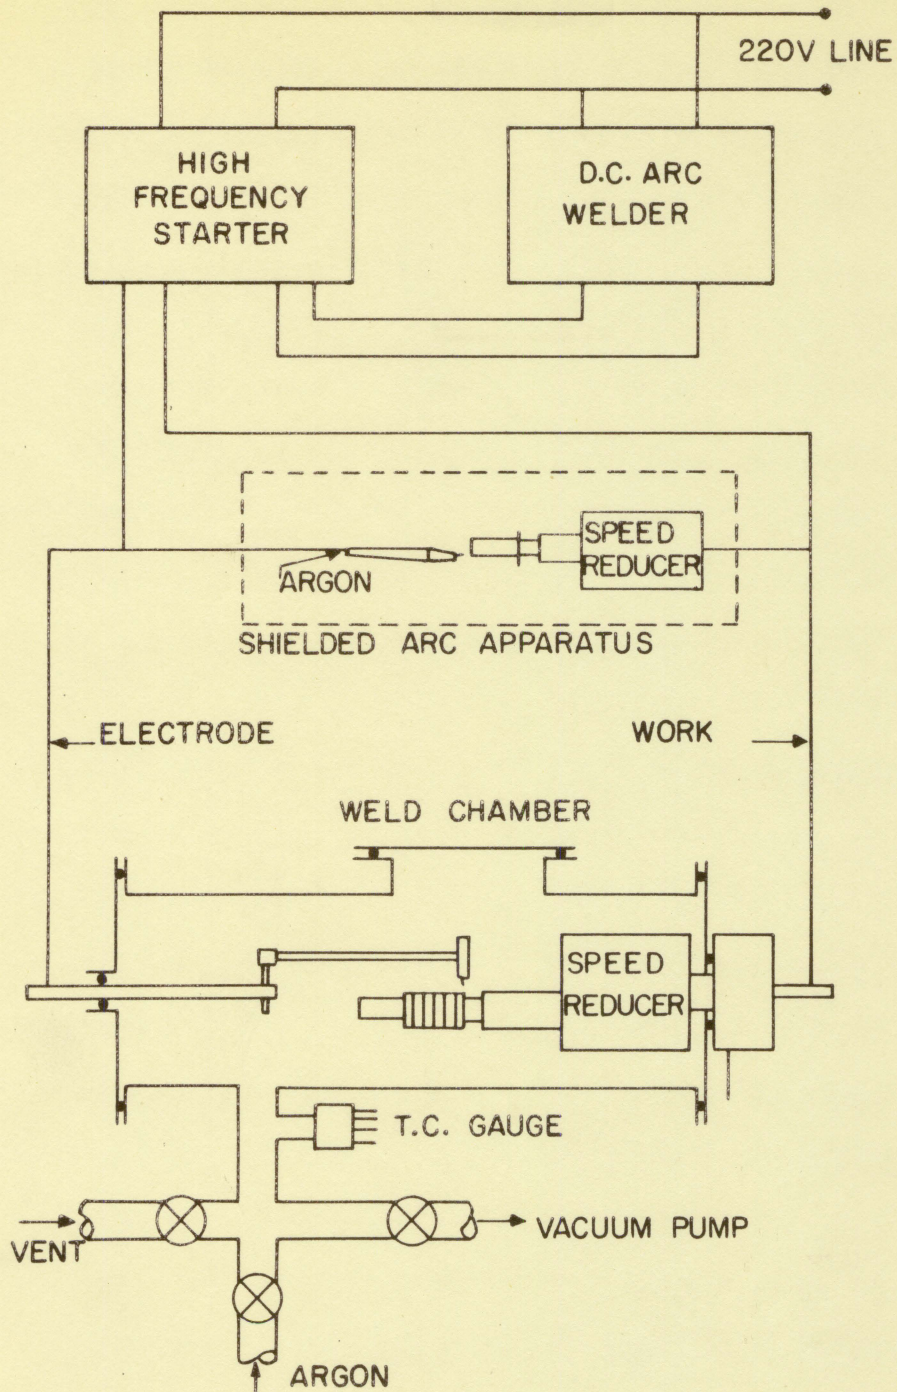 220V LINE
HIGH
FREQUENCY
STARTER
D.C. ARC
WELDER
SPEED
REDUCER
ARGON
SHIELDED ARC APPARATUS
ELECTRODE
WORK
WELD CHAMBER
SPEED
REDUCER
T.C. GAUGE
VENT
VACUUM PUMP
ARGON